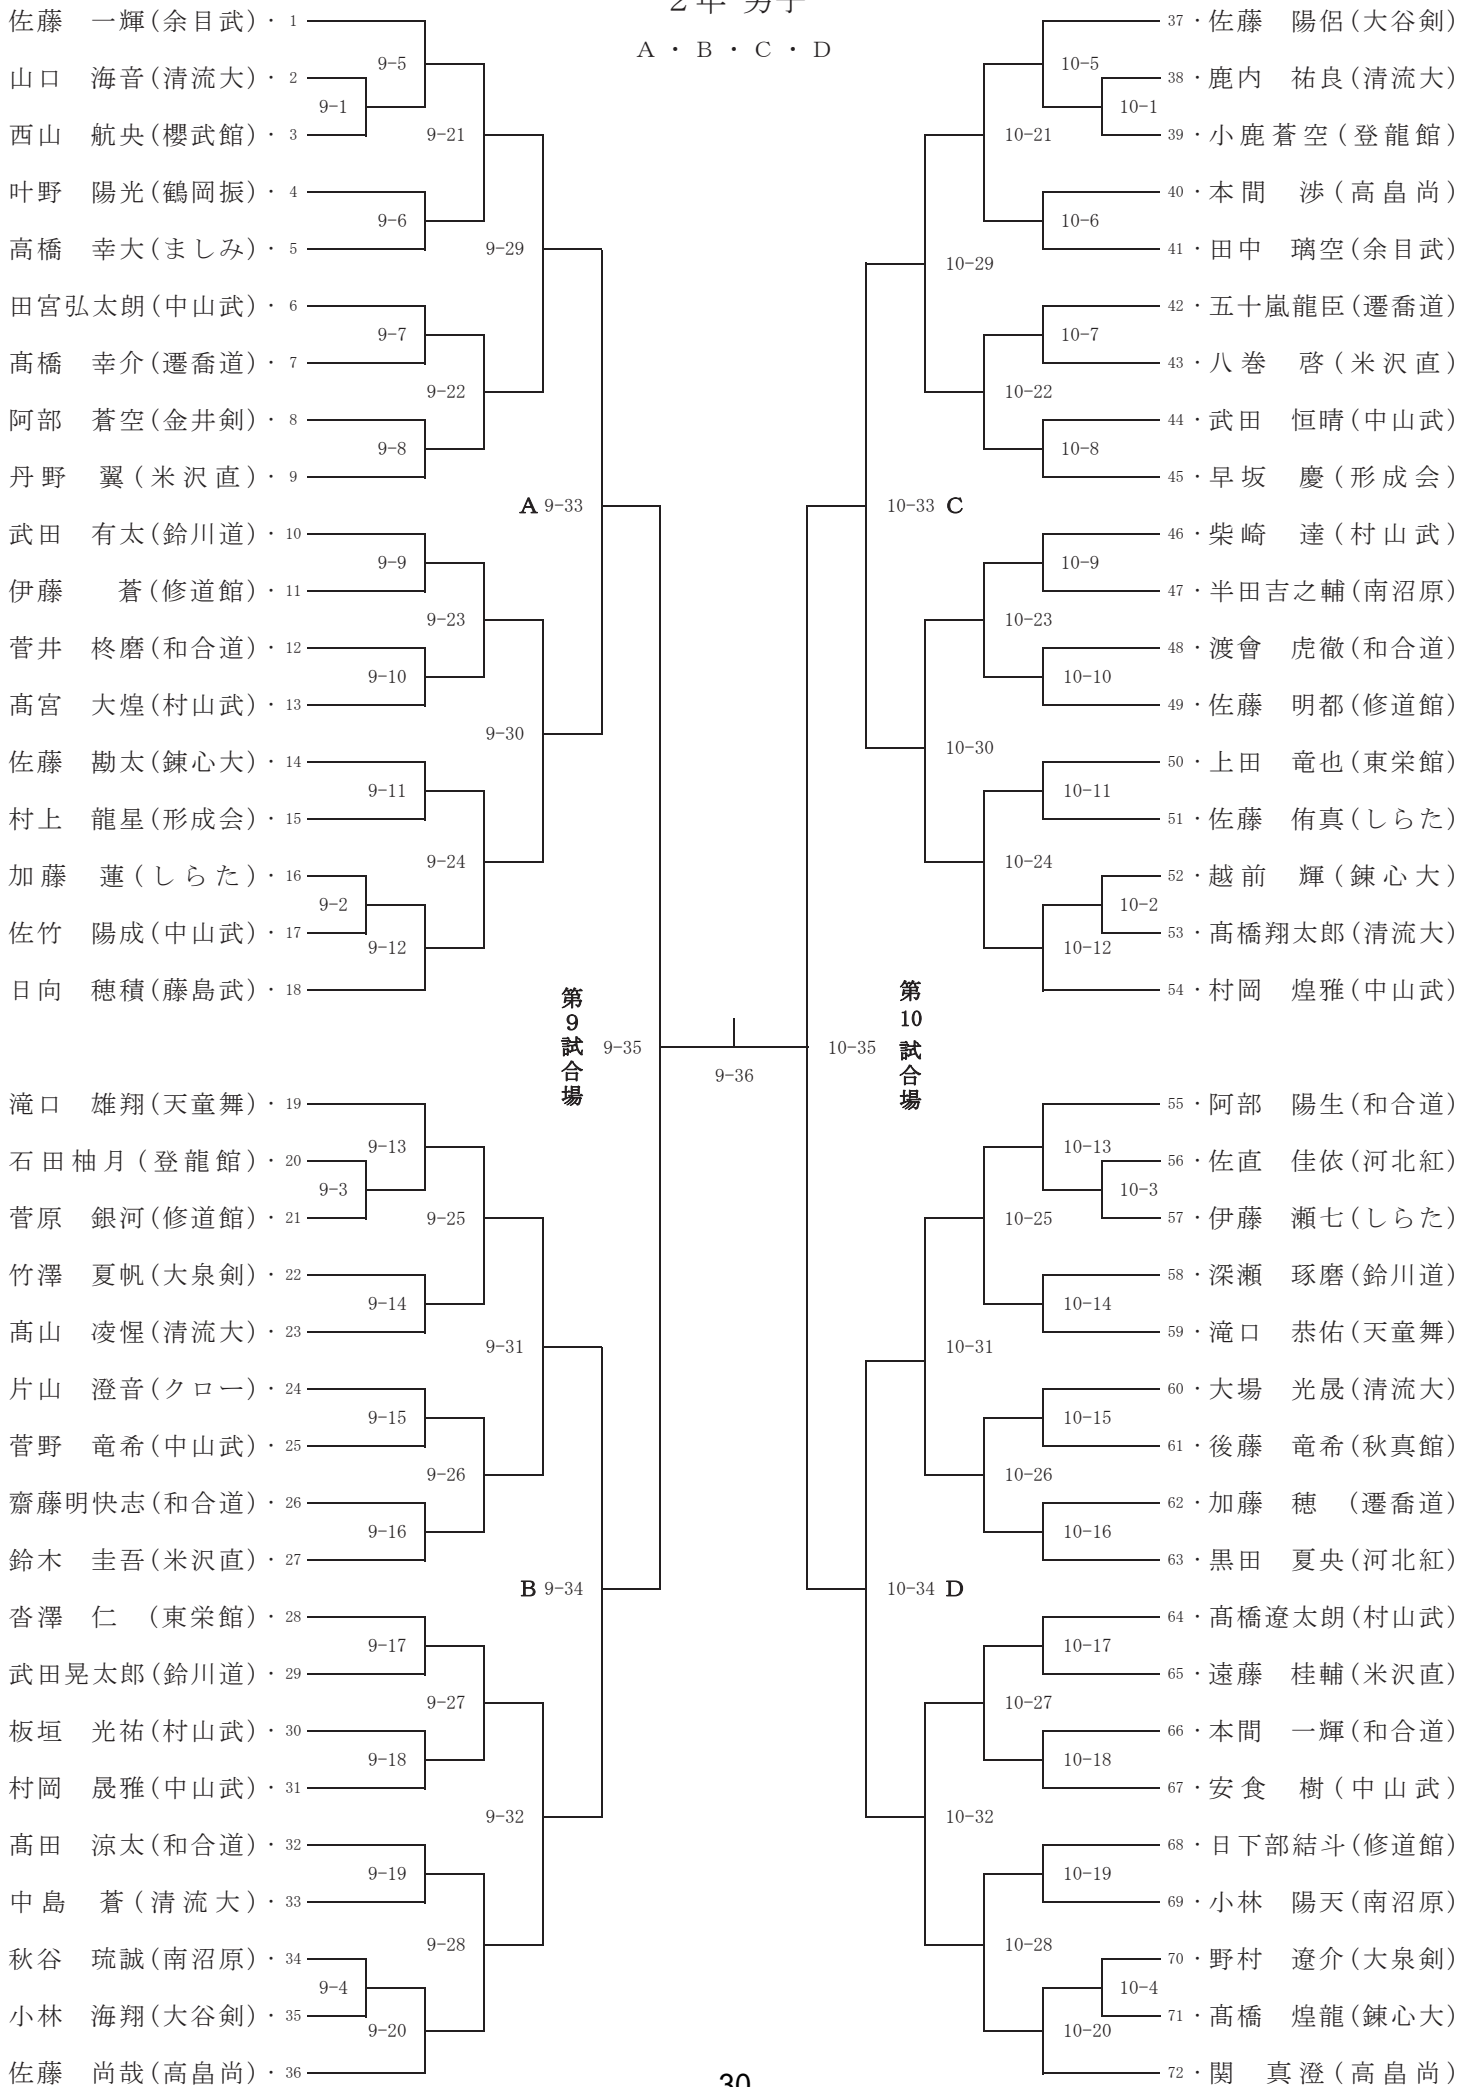 2年 男子
A・B・C・D
佐藤　一輝(余目武)・1
山口　海音(清流大)・2
西山　航央(櫻武館)・3
叶野　陽光(鶴岡振)・4
高橋　幸大(ましみ)・5
田宮弘太朗(中山武)・6
髙橋　幸介(遷喬道)・7
阿部　蒼空(金井剣)・8
丹野　翼(米沢直)・9
武田　有太(鈴川道)・10
伊藤　蒼(修道館)・11
菅井　柊磨(和合道)・12
髙宮　大煌(村山武)・13
佐藤　勘太(錬心大)・14
村上　龍星(形成会)・15
加藤　蓮(しらた)・16
佐竹　陽成(中山武)・17
日向　穂積(藤島武)・18
滝口　雄翔(天童舞)・19
石田柚月(登龍館)・20
菅原　銀河(修道館)・21
竹澤　夏帆(大泉剣)・22
髙山　凌惺(清流大)・23
片山　澄音(クロー)・24
菅野　竜希(中山武)・25
齋藤明快志(和合道)・26
鈴木　圭吾(米沢直)・27
沓澤　仁　(東栄館)・28
武田晃太郎(鈴川道)・29
板垣　光祐(村山武)・30
村岡　晟雅(中山武)・31
髙田　涼太(和合道)・32
中島　蒼(清流大)・33
秋谷　琉誠(南沼原)・34
小林　海翔(大谷剣)・35
佐藤　尚哉(高畠尚)・36
9-1
9-2
9-3
9-4
9-5
9-6
9-7
9-8
9-9
9-10
9-11
9-12
9-13
9-14
9-15
9-16
9-17
9-18
9-19
9-20
9-21
9-22
9-23
9-24
9-25
9-26
9-27
9-28
9-29
9-30
9-31
9-32
A 9-33
B 9-34
第9試合場
9-35
9-36
10-35
第10試合場
10-33 C
10-34 D
10-29
10-30
10-31
10-32
10-21
10-22
10-23
10-24
10-25
10-26
10-27
10-28
10-5
10-6
10-7
10-8
10-9
10-10
10-11
10-12
10-13
10-14
10-15
10-16
10-17
10-18
10-19
10-20
10-1
10-2
10-3
10-4
37・佐藤　陽侶(大谷剣)
38・鹿内　祐良(清流大)
39・小鹿蒼空(登龍館)
40・本間　渉(高畠尚)
41・田中　璃空(余目武)
42・五十嵐龍臣(遷喬道)
43・八巻　啓(米沢直)
44・武田　恒晴(中山武)
45・早坂　慶(形成会)
46・柴崎　達(村山武)
47・半田吉之輔(南沼原)
48・渡會　虎徹(和合道)
49・佐藤　明都(修道館)
50・上田　竜也(東栄館)
51・佐藤　侑真(しらた)
52・越前　輝(錬心大)
53・髙橋翔太郎(清流大)
54・村岡　煌雅(中山武)
55・阿部　陽生(和合道)
56・佐直　佳依(河北紅)
57・伊藤　瀬七(しらた)
58・深瀬　琢磨(鈴川道)
59・滝口　恭佑(天童舞)
60・大場　光晟(清流大)
61・後藤　竜希(秋真館)
62・加藤　穂　(遷喬道)
63・黒田　夏央(河北紅)
64・髙橋遼太朗(村山武)
65・遠藤　桂輔(米沢直)
66・本間　一輝(和合道)
67・安食　樹(中山武)
68・日下部結斗(修道館)
69・小林　陽天(南沼原)
70・野村　遼介(大泉剣)
71・髙橋　煌龍(錬心大)
72・関　真澄(高畠尚)
30